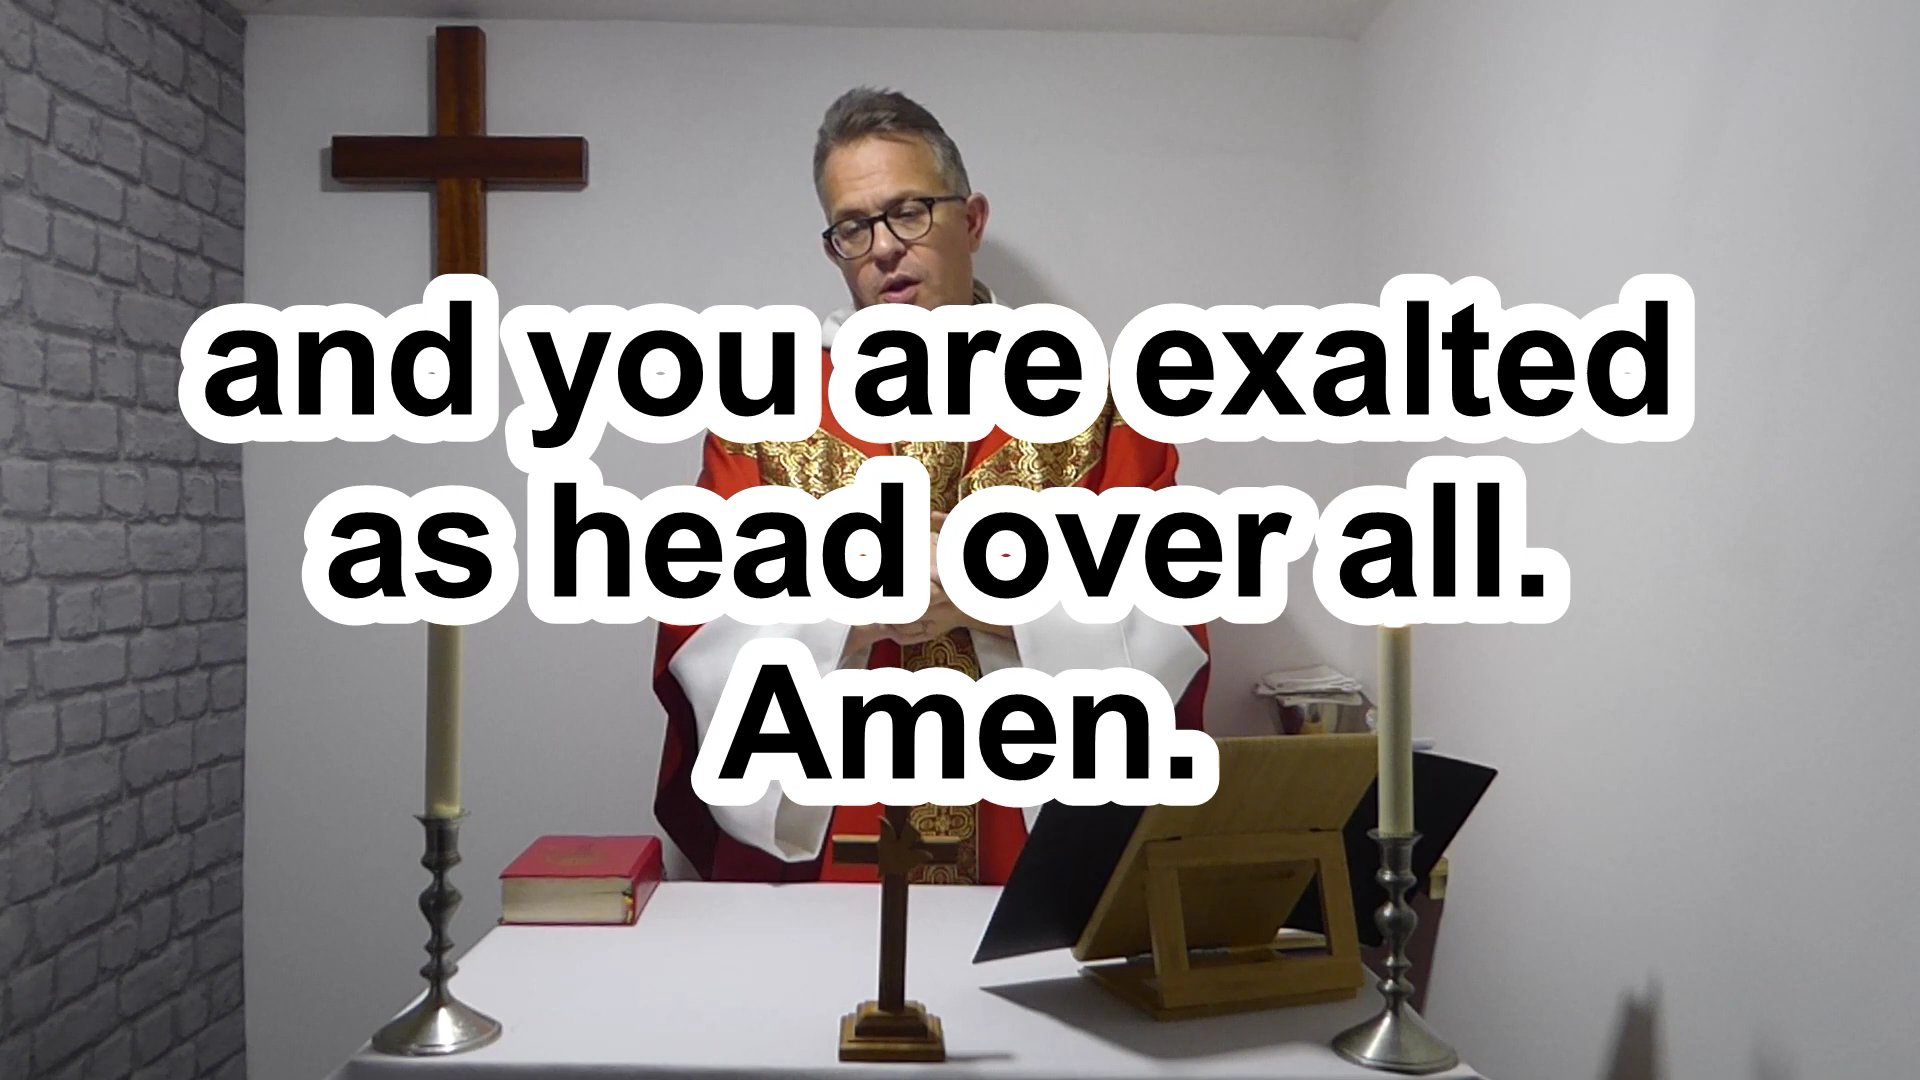 and you are exalted
as head over all.
Amen.